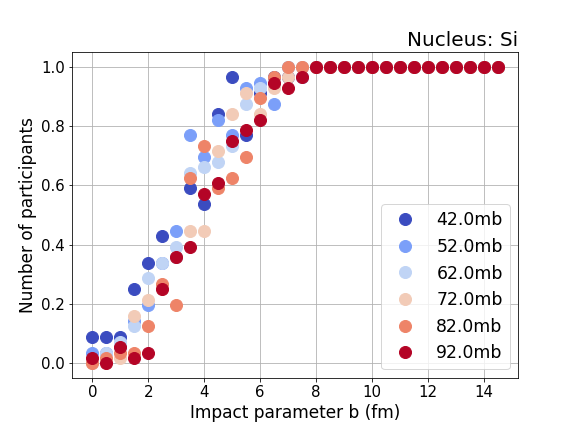 Nucleus: Si
1.0
0.8
0.6
0.4
0.2
0.0
Number of participants
42.0mb
52.0mb
62.0mb
72.0mb
82.0mb
92.0mb
0 2 4 6 8 10 12 14
Impact parameter b (fm)